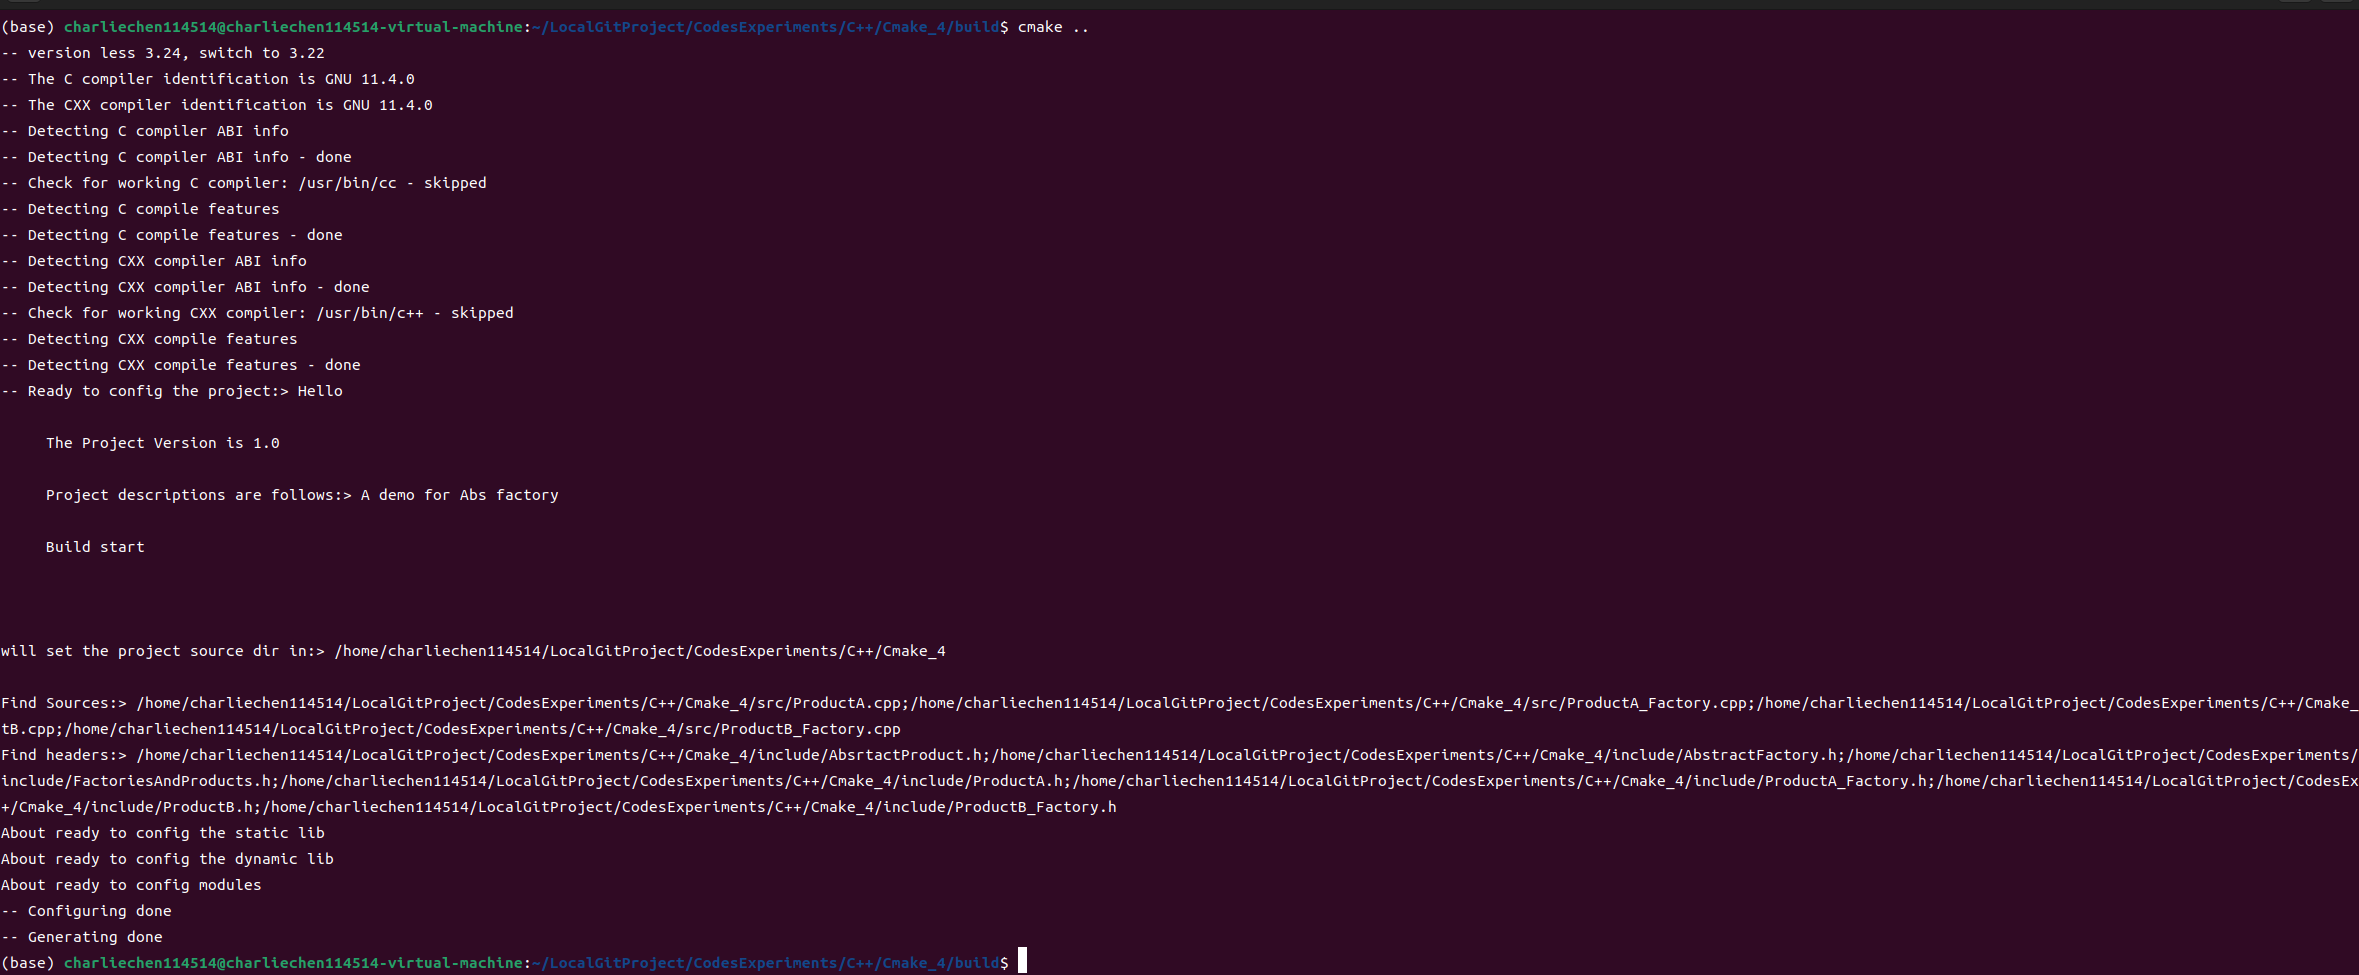 (base) charliechen114514@charliechen114514-virtual-machine:~/LocalGitProject/CodesExperiments/C++/Cmake_4/build$ cmake ..
-- version less 3.24, switch to 3.22
-- The C compiler identification is GNU 11.4.0
-- The CXX compiler identification is GNU 11.4.0
-- Detecting C compiler ABI info
-- Detecting C compiler ABI info - done
-- Check for working C compiler: /usr/bin/cc - skipped
-- Detecting C compile features
-- Detecting C compile features - done
-- Detecting CXX compiler ABI info
-- Detecting CXX compiler ABI info - done
-- Check for working CXX compiler: /usr/bin/c++ - skipped
-- Detecting CXX compile features
-- Detecting CXX compile features - done
-- Ready to config the project:> Hello
The Project Version is 1.0
Project descriptions are follows:> A demo for Abs factory
Build start
will set the project source dir in:> /home/charliechen114514/LocalGitProject/CodesExperiments/C++/Cmake_4
Find Sources:> /home/charliechen114514/LocalGitProject/CodesExperiments/C++/Cmake_4/src/ProductA.cpp;/home/charliechen114514/LocalGitProject/CodesExperiments/C++/Cmake_4/src/ProductA_Factory.cpp;/home/charliechen114514/LocalGitProject/CodesExperiments/C++/Cmake_
tB.cpp;/home/charliechen114514/LocalGitProject/CodesExperiments/C++/Cmake_4/src/ProductB_Factory.cpp
Find headers:> /home/charliechen114514/LocalGitProject/CodesExperiments/C++/Cmake_4/include/AbsrtactProduct.h;/home/charliechen114514/LocalGitProject/CodesExperiments/C++/Cmake_4/include/AbstractFactory.h;/home/charliechen114514/LocalGitProject/CodesExperiments/
include/FactoriesAndProducts.h;/home/charliechen114514/LocalGitProject/CodesExperiments/C++/Cmake_4/include/ProductA.h;/home/charliechen114514/LocalGitProject/CodesExperiments/C++/Cmake_4/include/ProductA_Factory.h;/home/charliechen114514/LocalGitProject/CodesEx
+/Cmake_4/include/ProductB.h;/home/charliechen114514/LocalGitProject/CodesExperiments/C++/Cmake_4/include/ProductB_Factory.h
About ready to config the static lib
About ready to config the dynamic lib
About ready to config modules
-- Configuring done
-- Generating done
(base) charliechen114514@charliechen114514-virtual-machine:~/LocalGitProject/CodesExperiments/C++/Cmake_4/build$